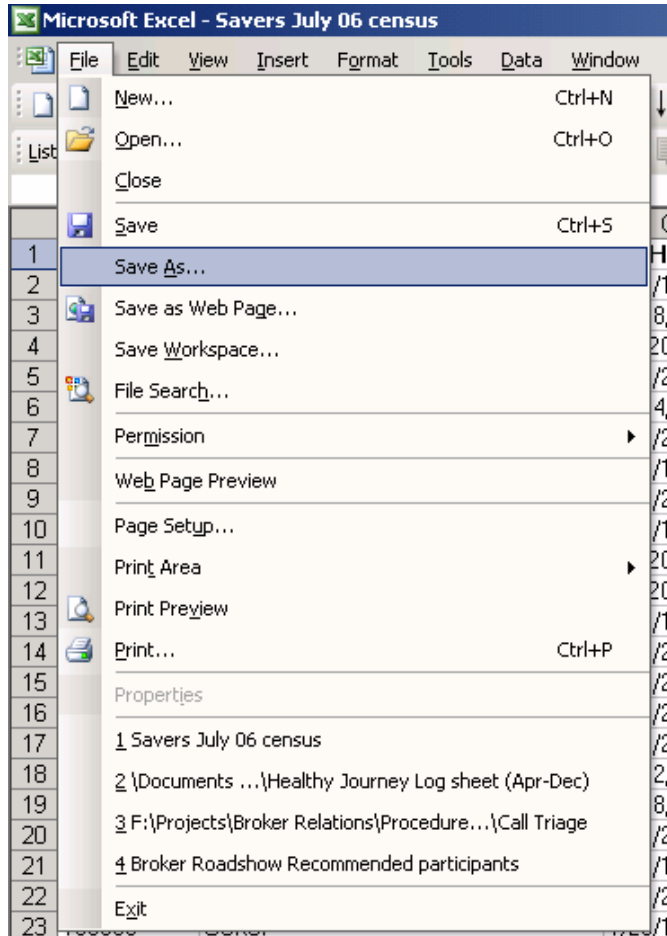 Microsoft Excel - Savers July 06 census
File Edit View Insert Format Tools Data Window
New... Ctrl+N
Open... Ctrl+O
List
Close
Save Ctrl+S
1
Save As...
2
3 Save as Web Page...
4 Save Workspace...
5
File Search...
6
7 Permission
8
Web Page Preview
9
10 Page Setup...
11 Print Area
12
Print Preview
13
14 Print... Ctrl+P
15
Properties
16
17 1 Savers July 06 census
18 2 \Documents ...\Healthy Journey Log sheet (Apr-Dec)
19
3 F:\Projects\Broker Relations\Procedure...\Call Triage
20
21 4 Broker Roadshow Recommended participants
22
Exit
23